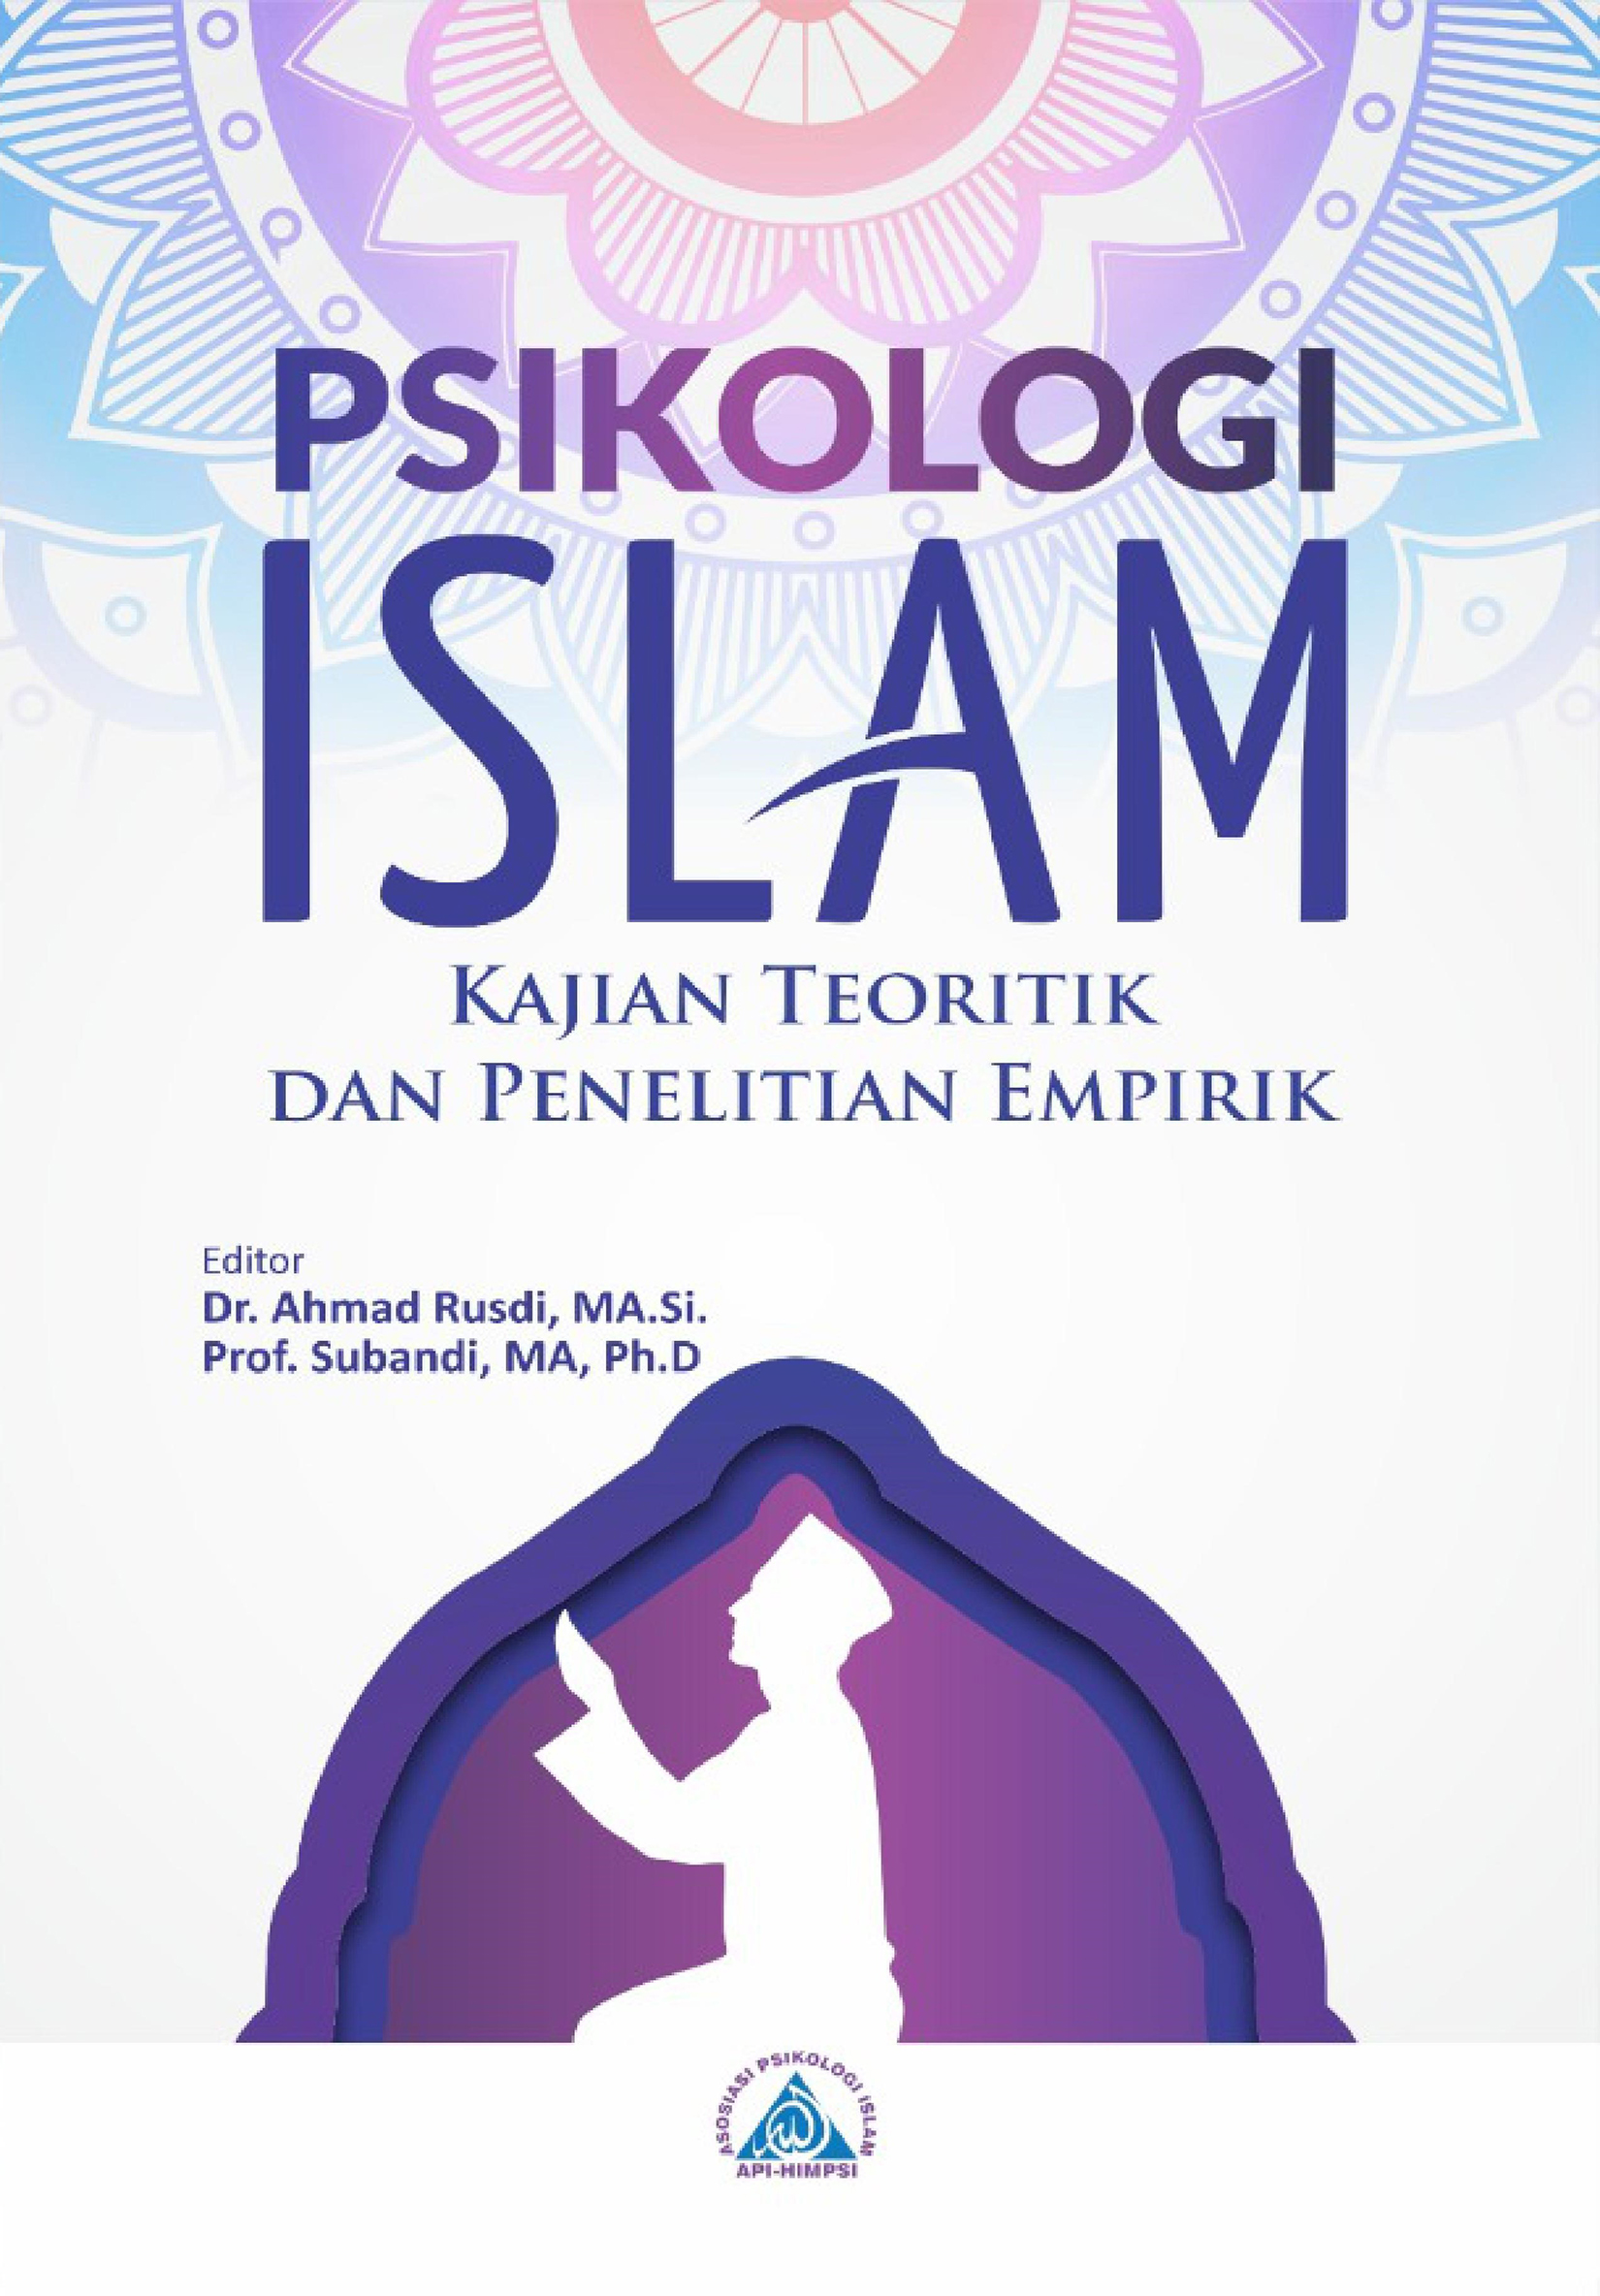 PSIKOLOGI
ISLAM
KAJIAN TEORITIK
DAN PENELITIAN EMPIRIK
Editor
Dr. Ahmad Rusdi, MA.Si.
Prof. Subandi, MA, Ph.D
ASOSIASI PSIKOLOGI ISLAM
API-HIMPSI